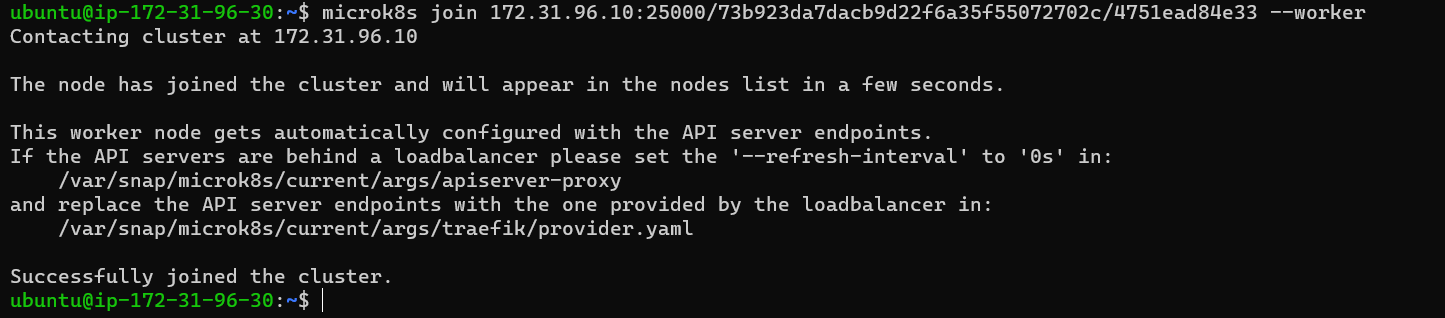 ubuntu@ip-172-31-96-30:~$ microk8s join 172.31.96.10:25000/73b923da7dacb9d22f6a35f55072702c/4751ead84e33 --worker
Contacting cluster at 172.31.96.10
The node has joined the cluster and will appear in the nodes list in a few seconds.
This worker node gets automatically configured with the API server endpoints.
If the API servers are behind a loadbalancer please set the '--refresh-interval' to '0s' in:
    /var/snap/microk8s/current/args/apiserver-proxy
and replace the API server endpoints with the one provided by the loadbalancer in:
    /var/snap/microk8s/current/args/traefik/provider.yaml
Successfully joined the cluster.
ubuntu@ip-172-31-96-30:~$